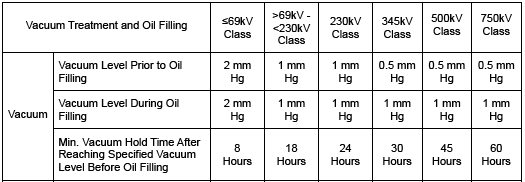 Vacuum Treatment and Oil Filling ≤69kV Class >69kV - <230kV Class 230kV Class 345kV Class 500kV Class 750kV Class
Vacuum
Vacuum Level Prior to Oil Filling 2 mm Hg 1 mm Hg 1 mm Hg 0.5 mm Hg 0.5 mm Hg 0.5 mm Hg
Vacuum Level During Oil Filling 2 mm Hg 1 mm Hg 1 mm Hg 1 mm Hg 1 mm Hg 1 mm Hg
Min. Vacuum Hold Time After Reaching Specified Vacuum Level Before Oil Filling 8 Hours 18 Hours 24 Hours 30 Hours 45 Hours 60 Hours